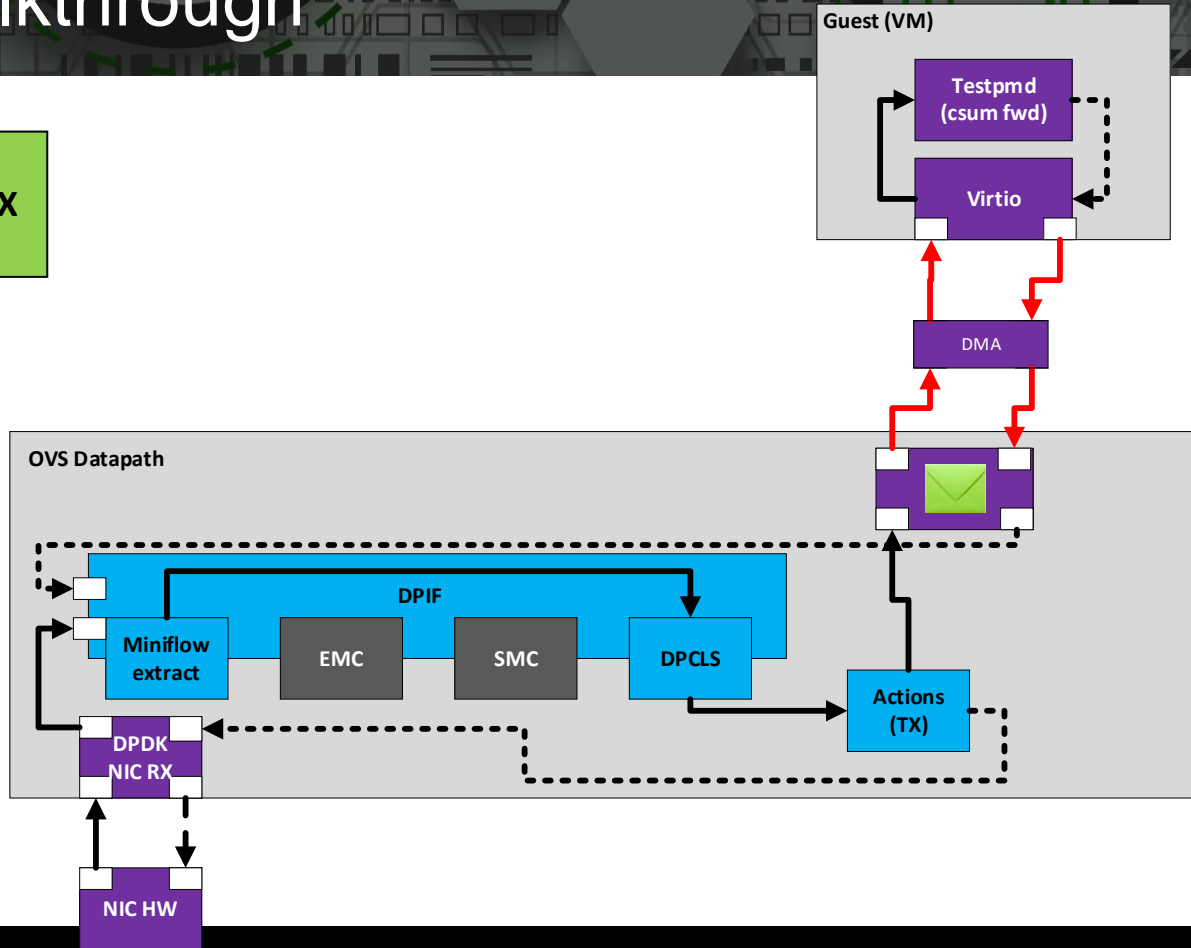 lkthrough
Guest (VM)
Testpmd
(csum fwd)
X
Virtio
DMA
OVS Datapath
DPIF
Miniflow
extract
EMC
SMC
DPCLS
Actions
(TX)
DPDK
NIC RX
NIC HW